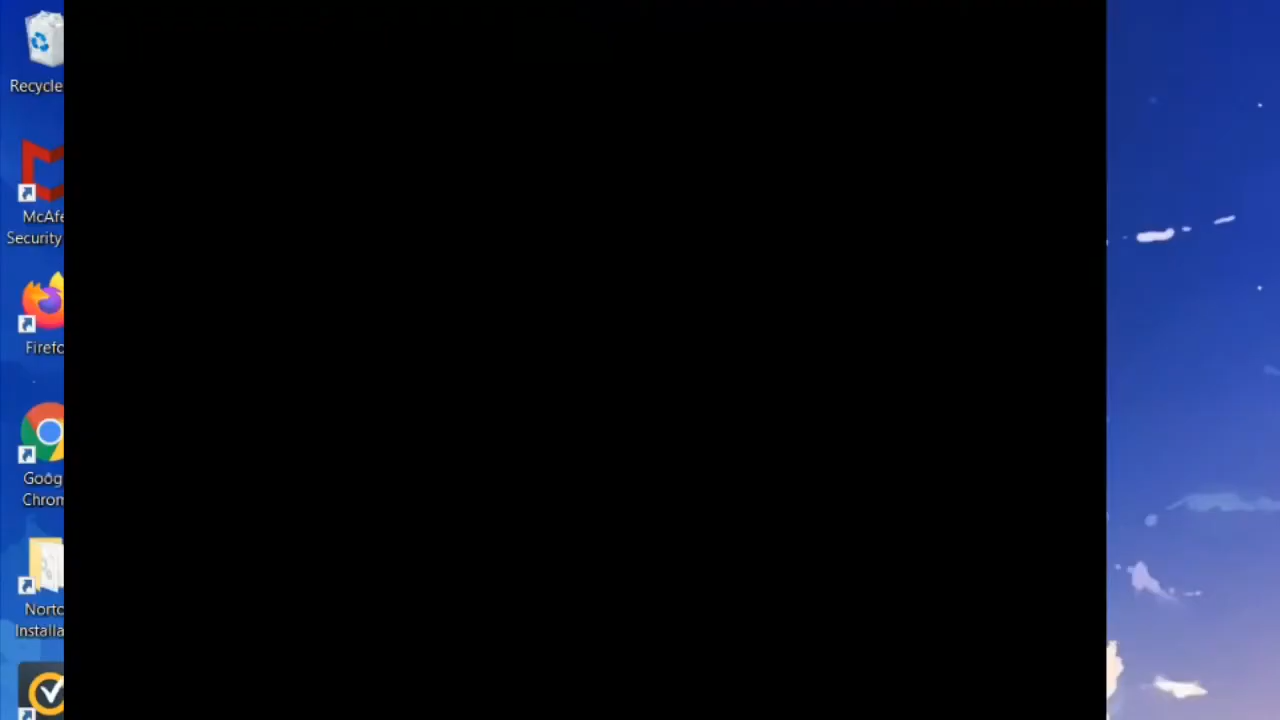 Recycle
McAfe
Security
Firefo
Goog
Chrom
Norto
Installa